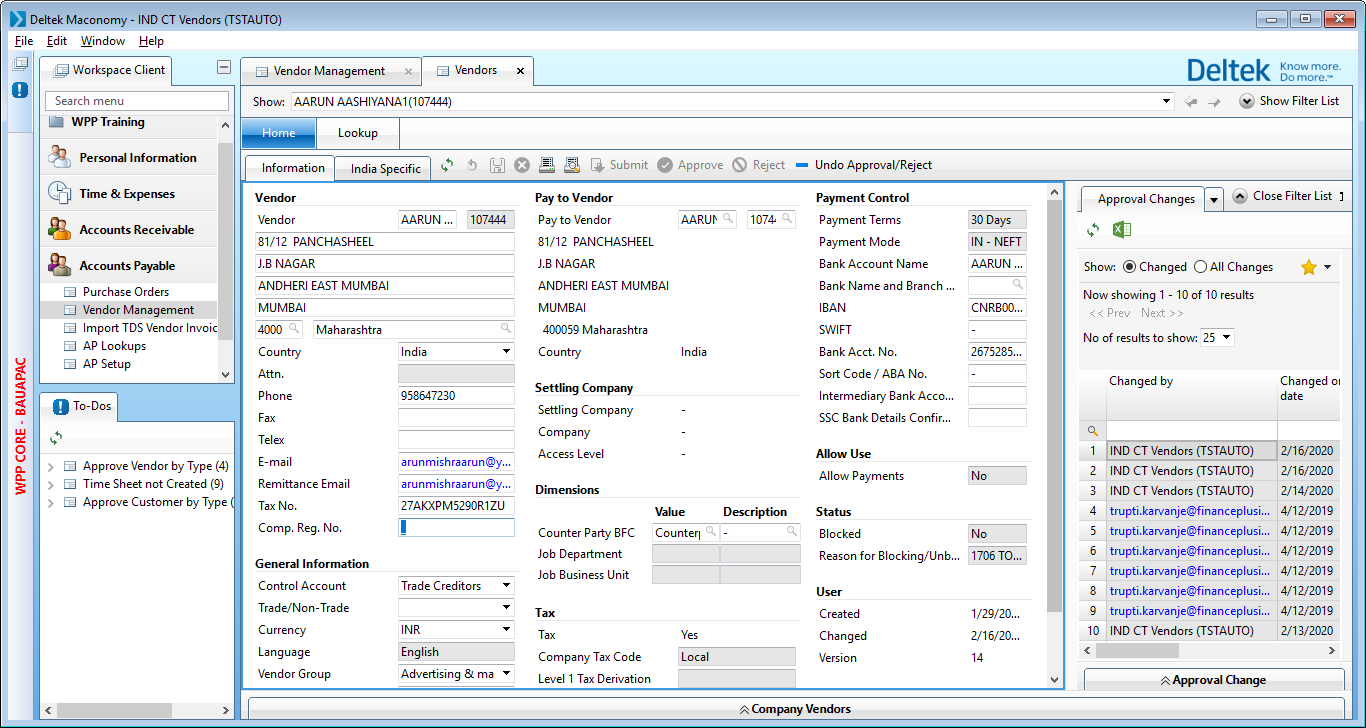 Deltek Maconomy - IND CT Vendors (TSTAUTO)
File Edit Window Help
WPP CORE - BAUAPAC
Workspace Client
Search menu
WPP Training
Personal Information
Time & Expenses
Accounts Receivable
Accounts Payable
Purchase Orders
Vendor Management
Import TDS Vendor Invoic
AP Lookups
AP Setup
To-Dos
Approve Vendor by Type (4)
Time Sheet not Created (9)
Approve Customer by Type (
Vendor Management
Vendors
Deltek Know more.
Do more.™
Show: AARUN AASHIYANA1(107444)
Show Filter List
Home Lookup
Information India Specific Submit Approve Reject Undo Approval/Reject
Vendor
Vendor AARUN ... 107444
81/12 PANCHASHEEL
J.B NAGAR
ANDHERI EAST MUMBAI
MUMBAI
4000 Maharashtra
Country India
Attn.
Phone 958647230
Fax
Telex
E-mail arunmishraarun@y...
Remittance Email arunmishraarun@y...
Tax No. 27AKXPM5290R1ZU
Comp. Reg. No.
General Information
Control Account Trade Creditors
Trade/Non-Trade
Currency INR
Language English
Vendor Group Advertising & ma
Pay to Vendor
Pay to Vendor AARUN 1074
81/12 PANCHASHEEL
J.B NAGAR
ANDHERI EAST MUMBAI
MUMBAI
400059 Maharashtra
Country India
Settling Company
Settling Company -
Company -
Access Level -
Dimensions
Value Description
Counter Party BFC Counterp -
Job Department
Job Business Unit
Tax
Tax Yes
Company Tax Code Local
Level 1 Tax Derivation
Payment Control
Payment Terms 30 Days
Payment Mode IN - NEFT
Bank Account Name AARUN ...
Bank Name and Branch ...
IBAN CNRB00...
SWIFT -
Bank Acct. No. 2675285...
Sort Code / ABA No. -
Intermediary Bank Acco...
SSC Bank Details Confir...
Allow Use
Allow Payments No
Status
Blocked No
Reason for Blocking/Unb... 1706 TO...
User
Created 1/29/20...
Changed 2/16/20...
Version 14
Approval Changes
Close Filter List
Show: Changed All Changes
Now showing 1 - 10 of 10 results
<< Prev Next >>
No of results to show: 25
Changed by Changed on
date
1 IND CT Vendors (TSTAUTO) 2/16/2020
2 IND CT Vendors (TSTAUTO) 2/16/2020
3 IND CT Vendors (TSTAUTO) 2/14/2020
4 trupti.karvanje@financeplusi... 4/12/2019
5 trupti.karvanje@financeplusi... 4/12/2019
6 trupti.karvanje@financeplusi... 4/12/2019
7 trupti.karvanje@financeplusi... 4/12/2019
8 trupti.karvanje@financeplusi... 4/12/2019
9 trupti.karvanje@financeplusi... 4/12/2019
10 IND CT Vendors (TSTAUTO) 2/13/2020
Approval Change
Company Vendors